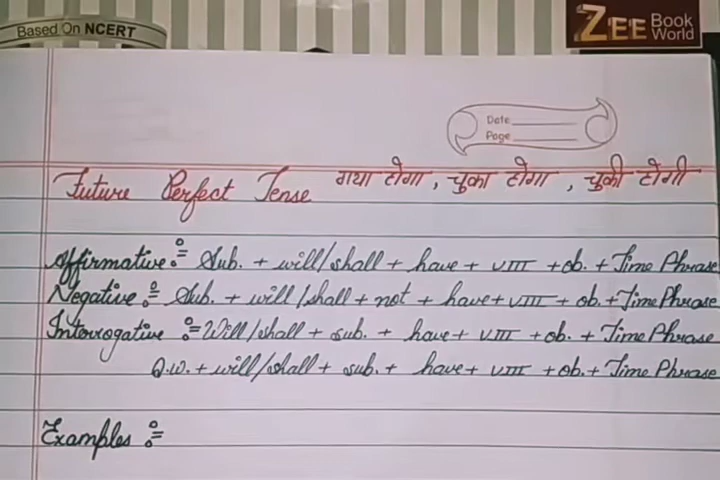 Based On NCERT
ZEE Book World
Date
Page
Future Perfect Tense गया होगा, चुका होगा, चुकी होगी
Affirmative:= Sub. + will/shall + have + VIII + ob. + Time Phrase
Negative:= Sub. + will/shall + not + have + VIII + ob. + Time Phrase
Interrogative := Will/shall + sub. + have + VIII + ob. + Time Phrase
Q.W. + will/shall + sub. + have + VIII + ob. + Time Phrase
Examples :=